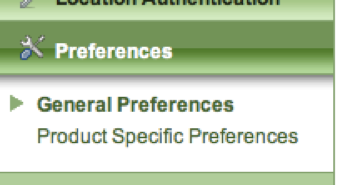 Location Authentication
Preferences
General Preferences
Product Specific Preferences